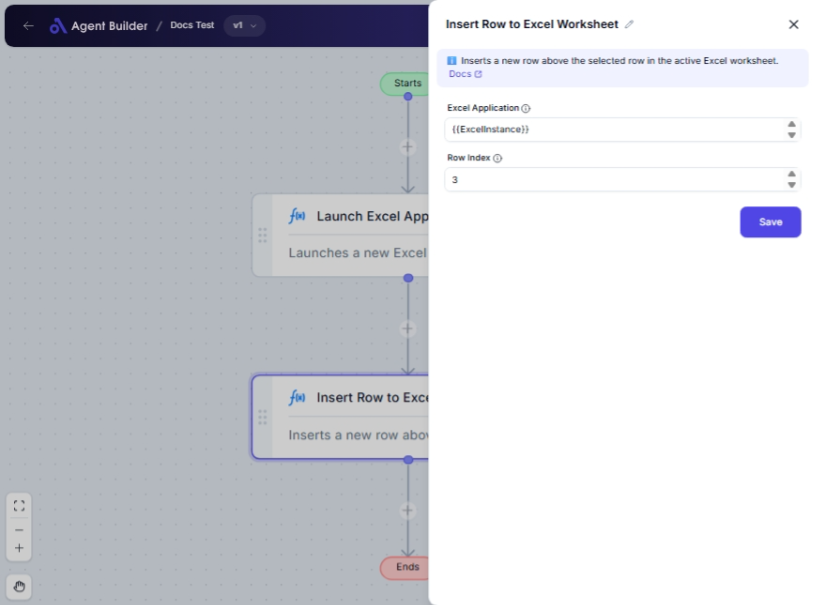 Agent Builder / Docs Test v1
Starts
Launch Excel App
Launches a new Excel
Insert Row to Exce
Inserts a new row abov
Ends
Insert Row to Excel Worksheet
Inserts a new row above the selected row in the active Excel worksheet.
Docs
Excel Application
{{ExcelInstance}}
Row Index
3
Save